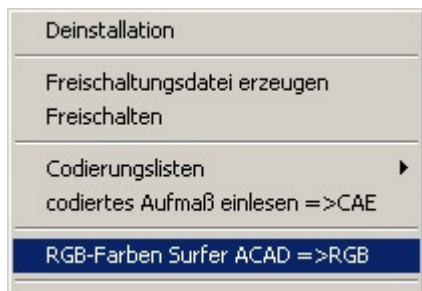 Deinstallation
Freischaltungsdatei erzeugen
Freischalten
Codierungslisten
codiertes Aufmaß einlesen =>CAE
RGB-Farben Surfer ACAD =>RGB